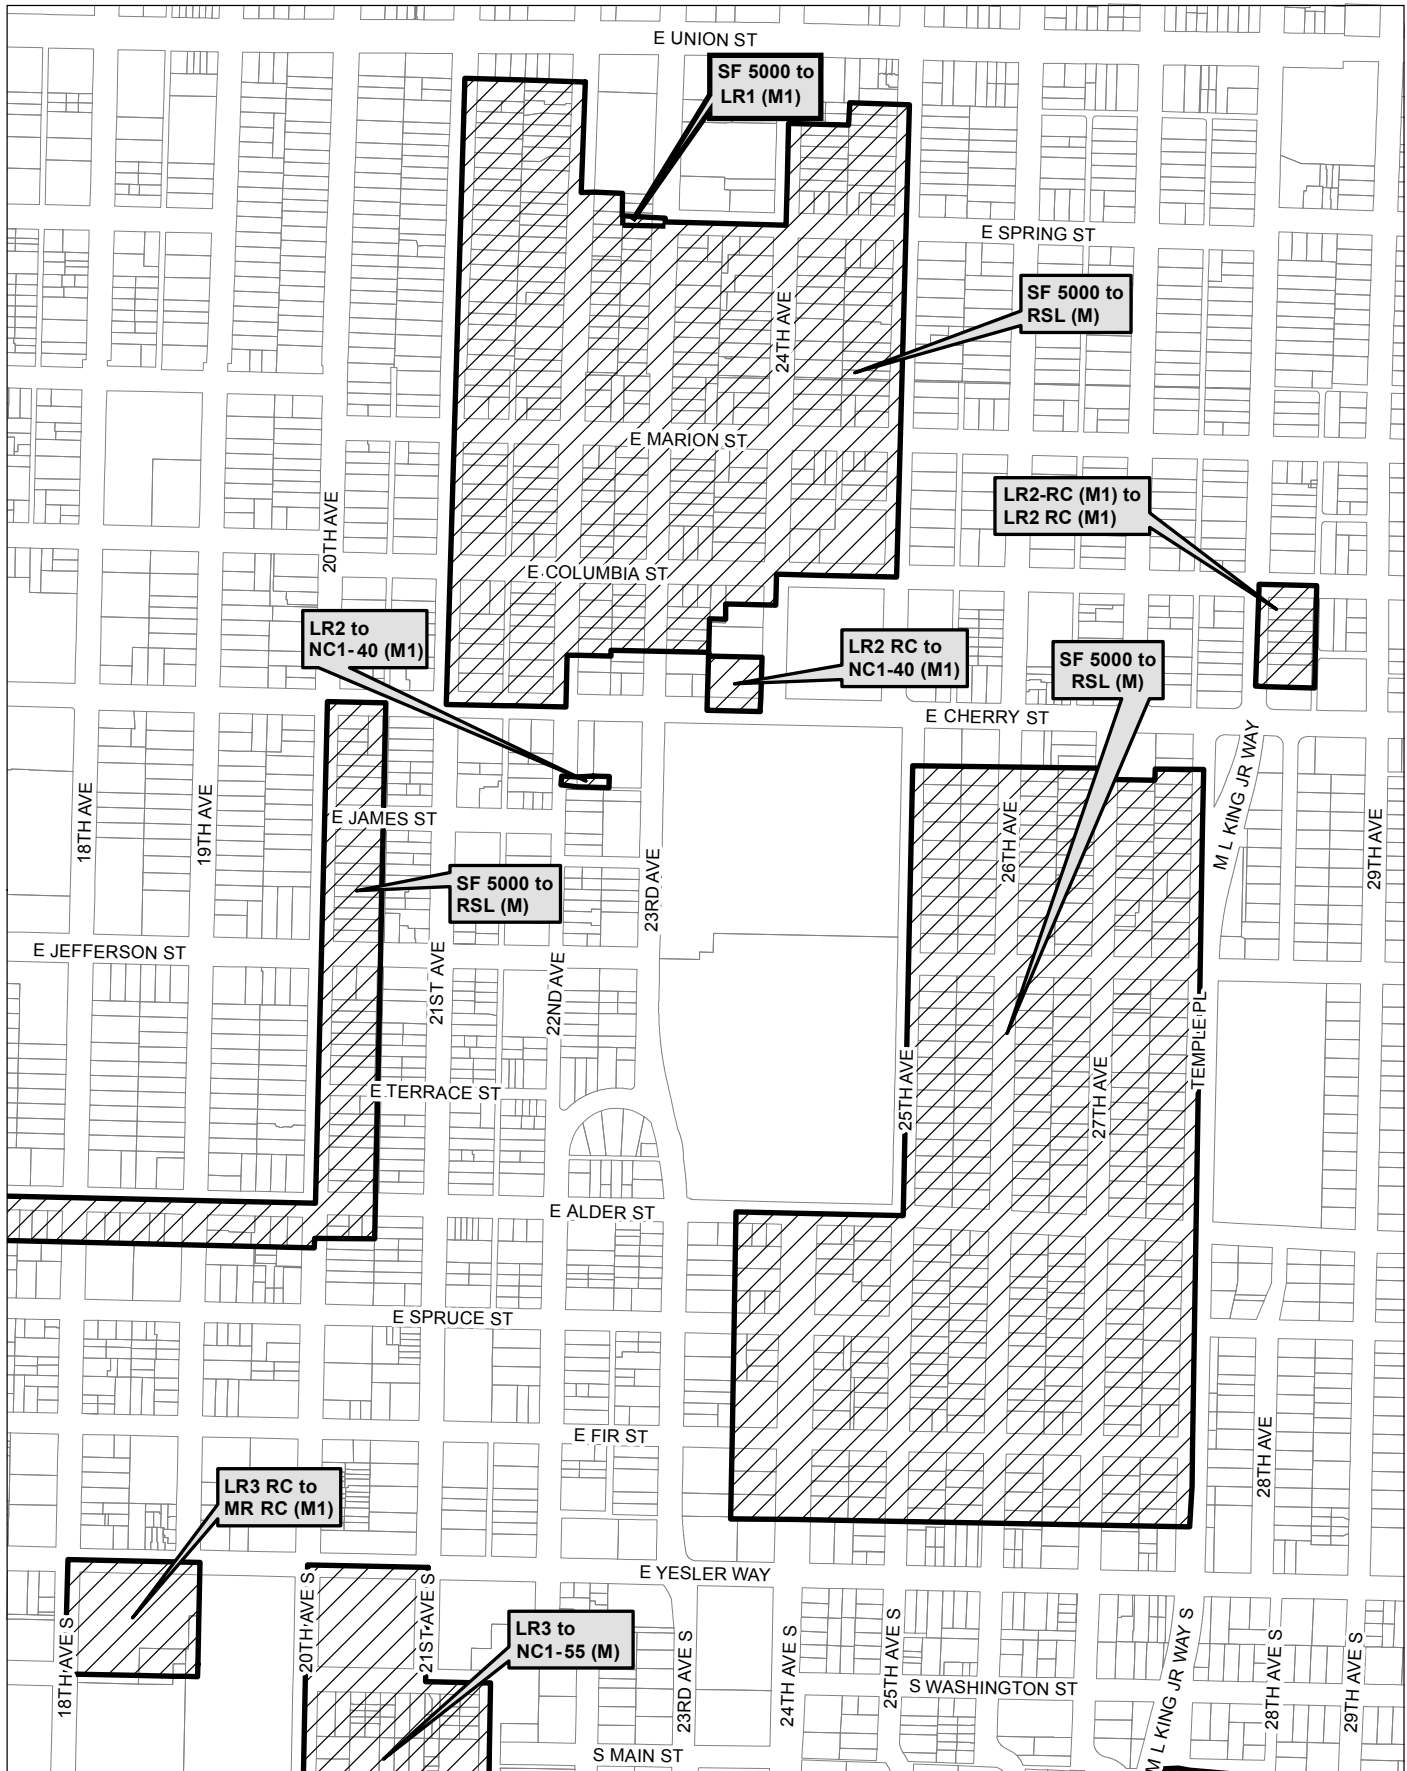 E UNION ST
SF 5000 to
LR1 (M1)
E SPRING ST
SF 5000 to
RSL (M)
24TH AVE
E MARION ST
LR2-RC (M1) to
LR2 RC (M1)
20TH AVE
E COLUMBIA ST
LR2 to
NC1-40 (M1)
LR2 RC to
NC1-40 (M1)
SF 5000 to
RSL (M)
E CHERRY ST
M L KING JR WAY
18TH AVE
19TH AVE
E JAMES ST
26TH AVE
29TH AVE
SF 5000 to
RSL (M)
23RD AVE
E JEFFERSON ST
21ST AVE
22ND AVE
25TH AVE
27TH AVE
TEMPLE PL
E TERRACE ST
E ALDER ST
E SPRUCE ST
E FIR ST
28TH AVE
LR3 RC to
MR RC (M1)
E YESLER WAY
18TH AVE S
20TH AVE S
21ST AVE S
LR3 to
NC1-55 (M)
23RD AVE S
24TH AVE S
25TH AVE S
S WASHINGTON ST
M L KING JR WAY S
28TH AVE S
29TH AVE S
S MAIN ST